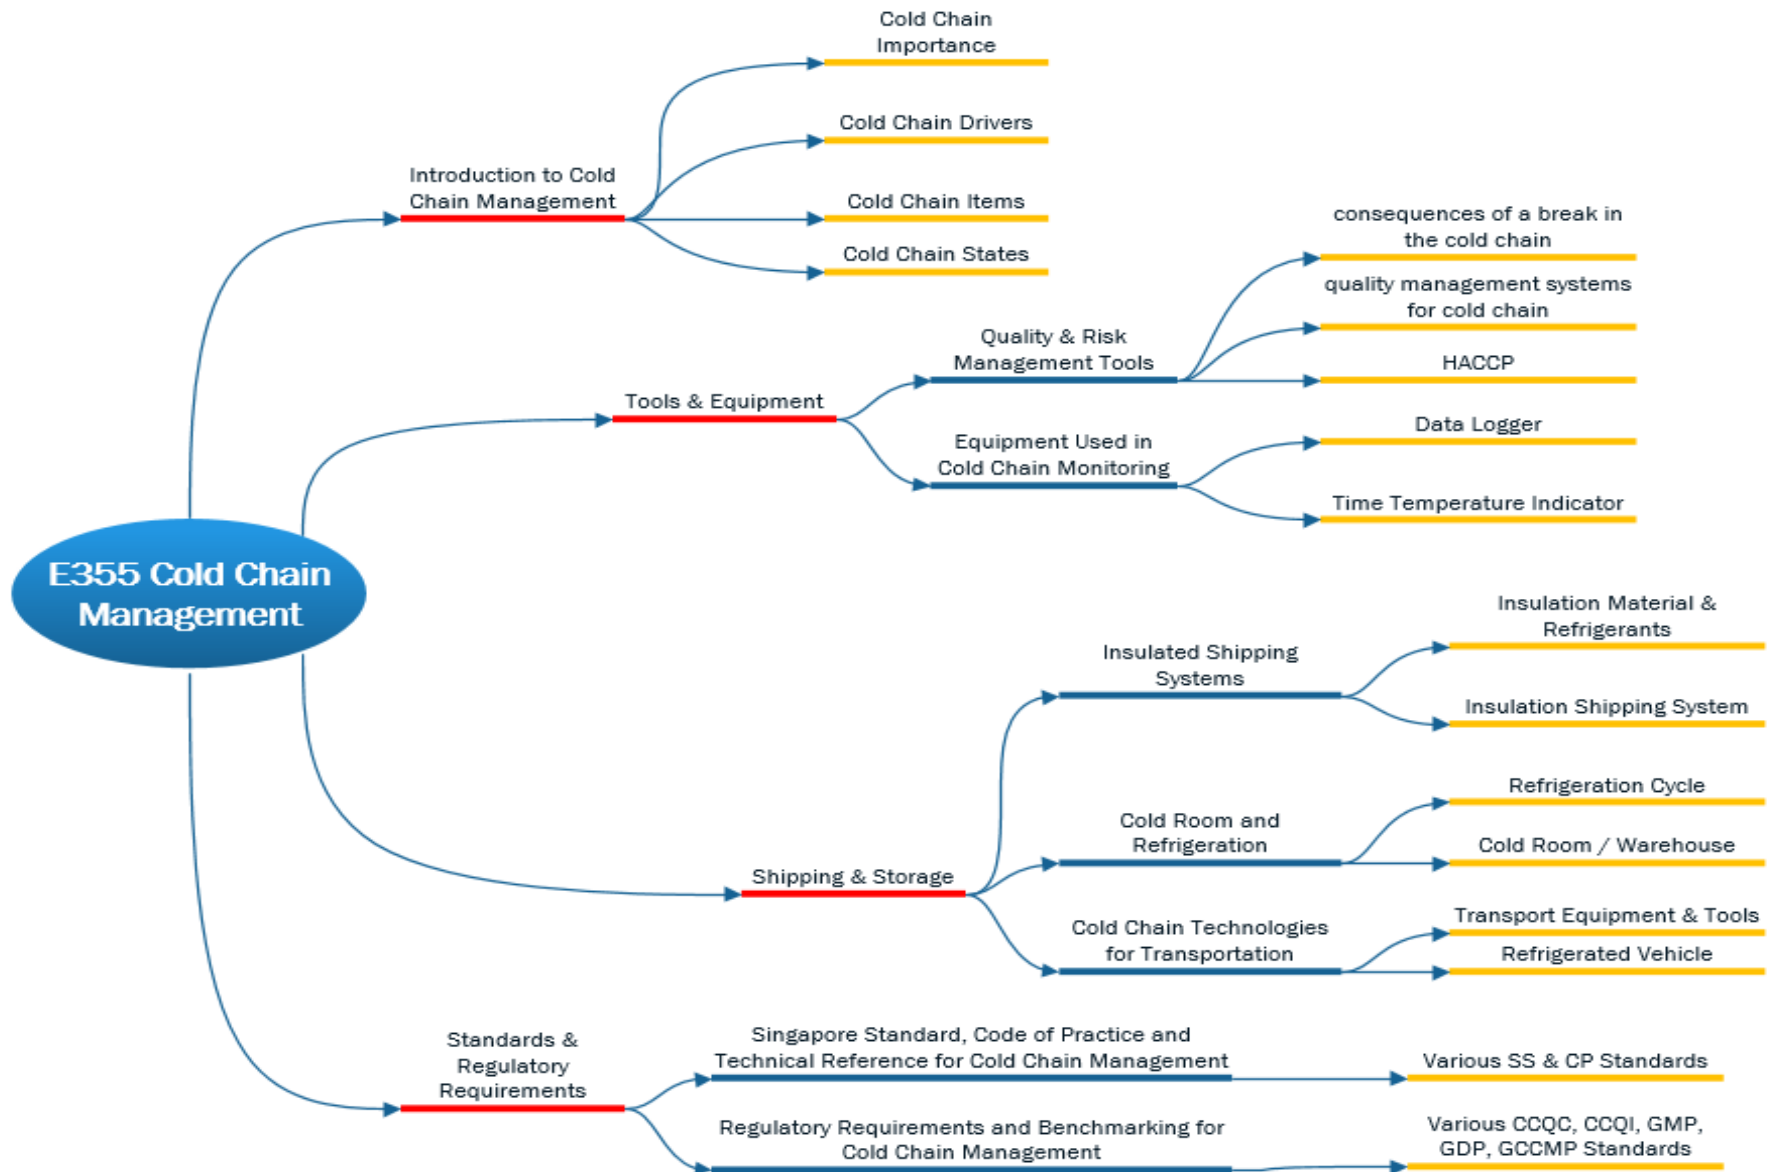 E355 Cold Chain
Management
Introduction to Cold
Chain Management
Cold Chain
Importance
Cold Chain Drivers
Cold Chain Items
Cold Chain States
Tools & Equipment
Quality & Risk
Management Tools
consequences of a break in
the cold chain
quality management systems
for cold chain
HACCP
Equipment Used in
Cold Chain Monitoring
Data Logger
Time Temperature Indicator
Shipping & Storage
Insulated Shipping
Systems
Insulation Material &
Refrigerants
Insulation Shipping System
Cold Room and
Refrigeration
Refrigeration Cycle
Cold Room / Warehouse
Cold Chain Technologies
for Transportation
Transport Equipment & Tools
Refrigerated Vehicle
Standards &
Regulatory
Requirements
Singapore Standard, Code of Practice and
Technical Reference for Cold Chain Management
Various SS & CP Standards
Regulatory Requirements and Benchmarking for
Cold Chain Management
Various CCQC, CCQI, GMP,
GDP, GCCMP Standards